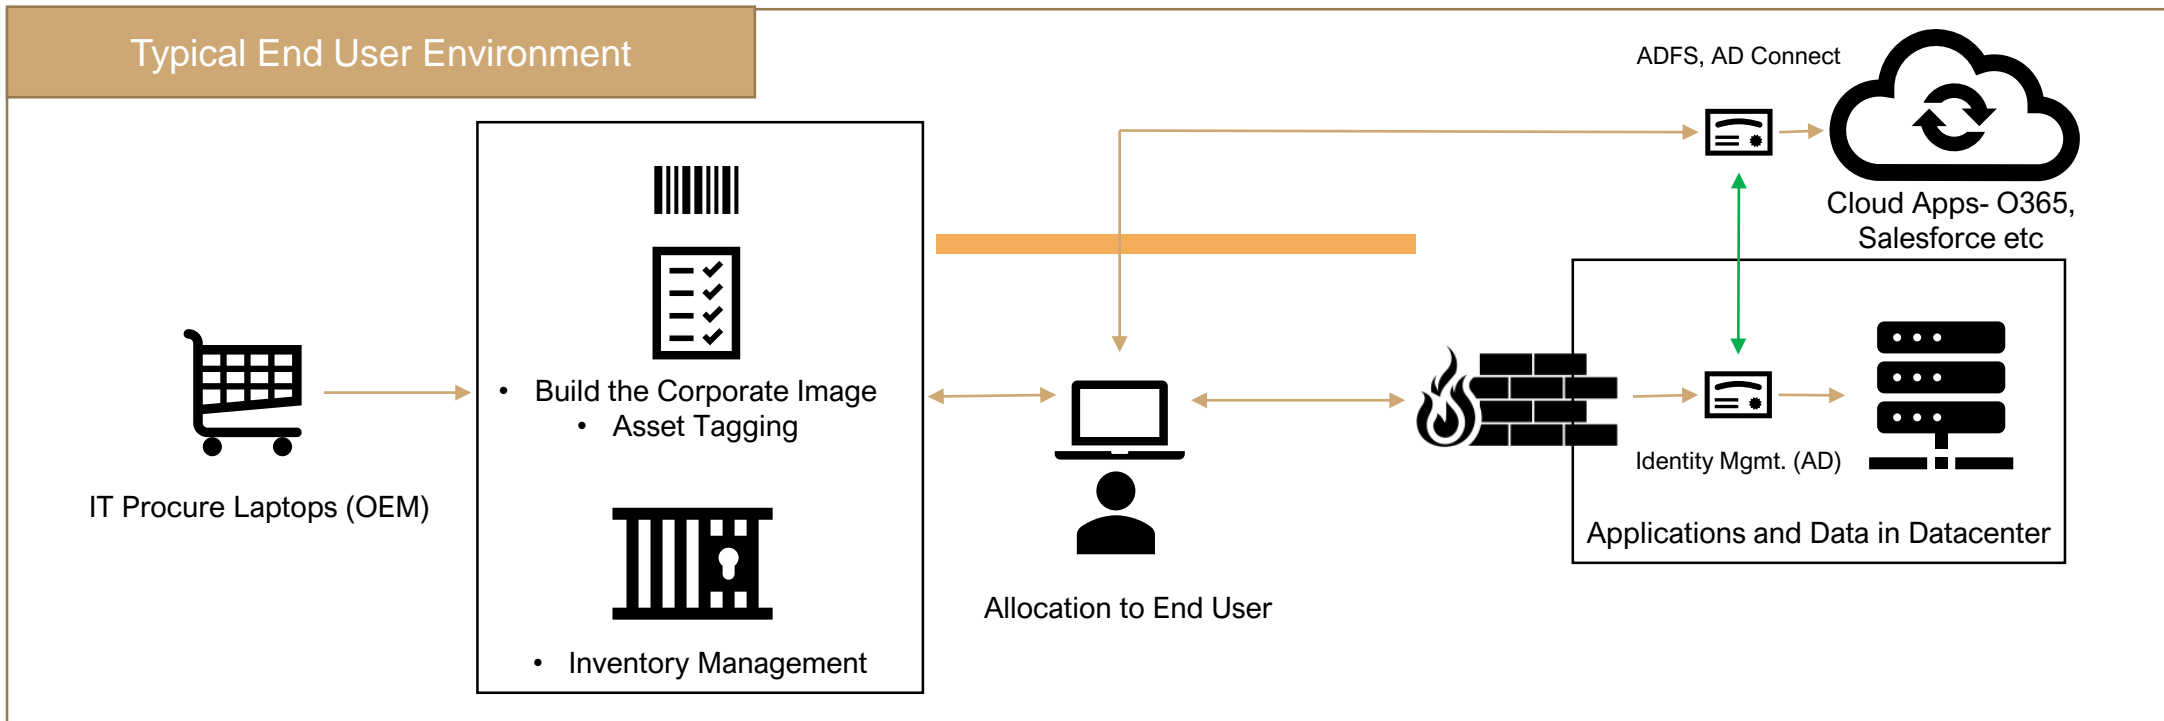 Typical End User Environment
ADFS, AD Connect
Cloud Apps- O365,
Salesforce etc
• Build the Corporate Image
• Asset Tagging
Identity Mgmt. (AD)
IT Procure Laptops (OEM)
Applications and Data in Datacenter
Allocation to End User
• Inventory Management